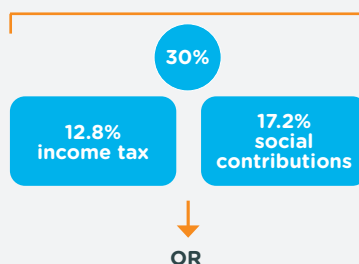 30%
12.8%
income tax
17.2%
social
contributions
OR